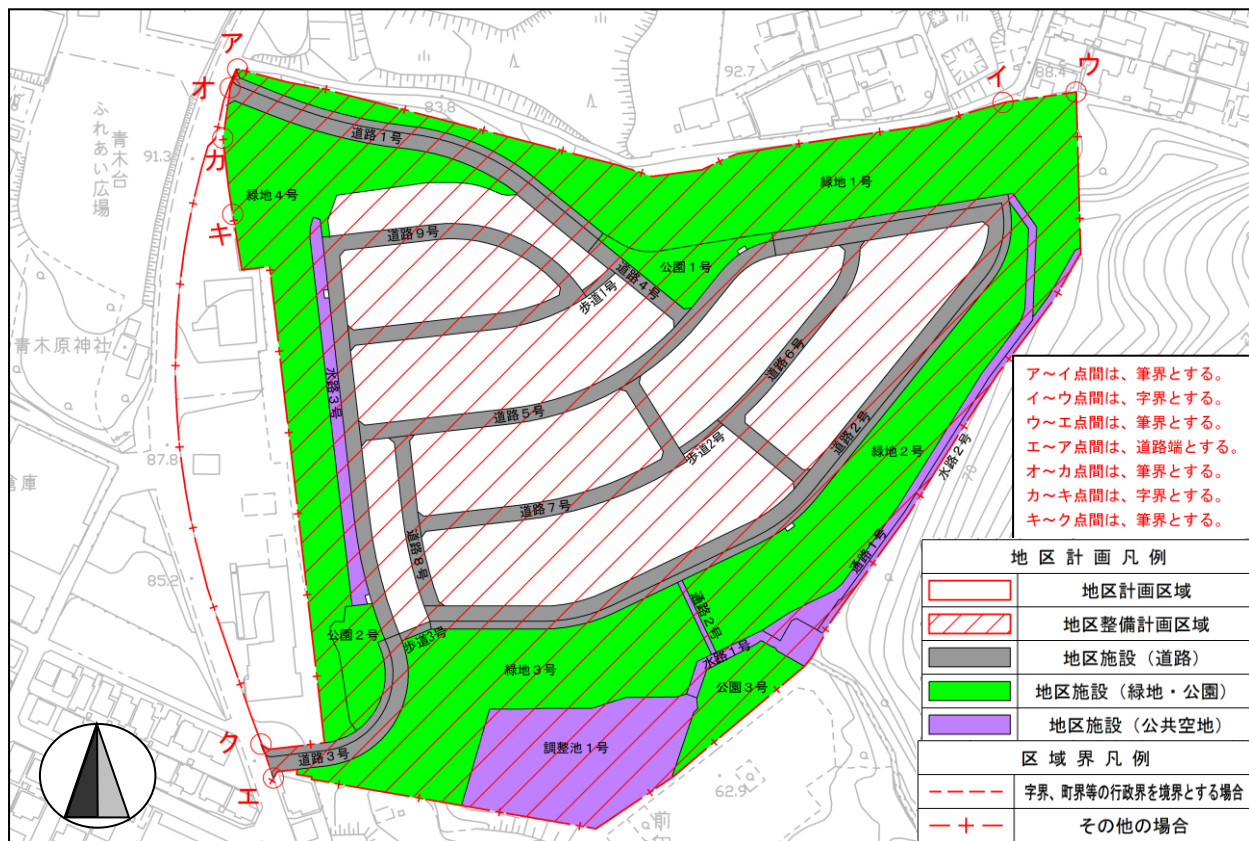 ア
オ
カ
キ
イ
ウ
92.7
88.4
83.8
91.3
青木台
ふれあい広場
道路1号
緑地4号
緑地1号
道路9号
公園1号
道路4号
歩道1号
青木原神社
水路3号
道路6号
道路5号
道路2号
緑地2号
歩道2号
水路2号
70
87.8
倉庫
道路7号
道路8号
通路1号
85.2
公園2号
歩道3号
通路2号
水路1号
緑地3号
公園3号
調整池1号
ク
道路3号
エ
62.9
ア～イ点間は、筆界とする。
イ～ウ点間は、字界とする。
ウ～エ点間は、筆界とする。
エ～ア点間は、道路端とする。
オ～カ点間は、筆界とする。
カ～キ点間は、字界とする。
キ～ク点間は、筆界とする。
地区計画凡例
地区計画区域
地区整備計画区域
地区施設（道路）
地区施設（緑地・公園）
地区施設（公共空地）
区域界凡例
字界、町界等の行政界を境界とする場合
その他の場合